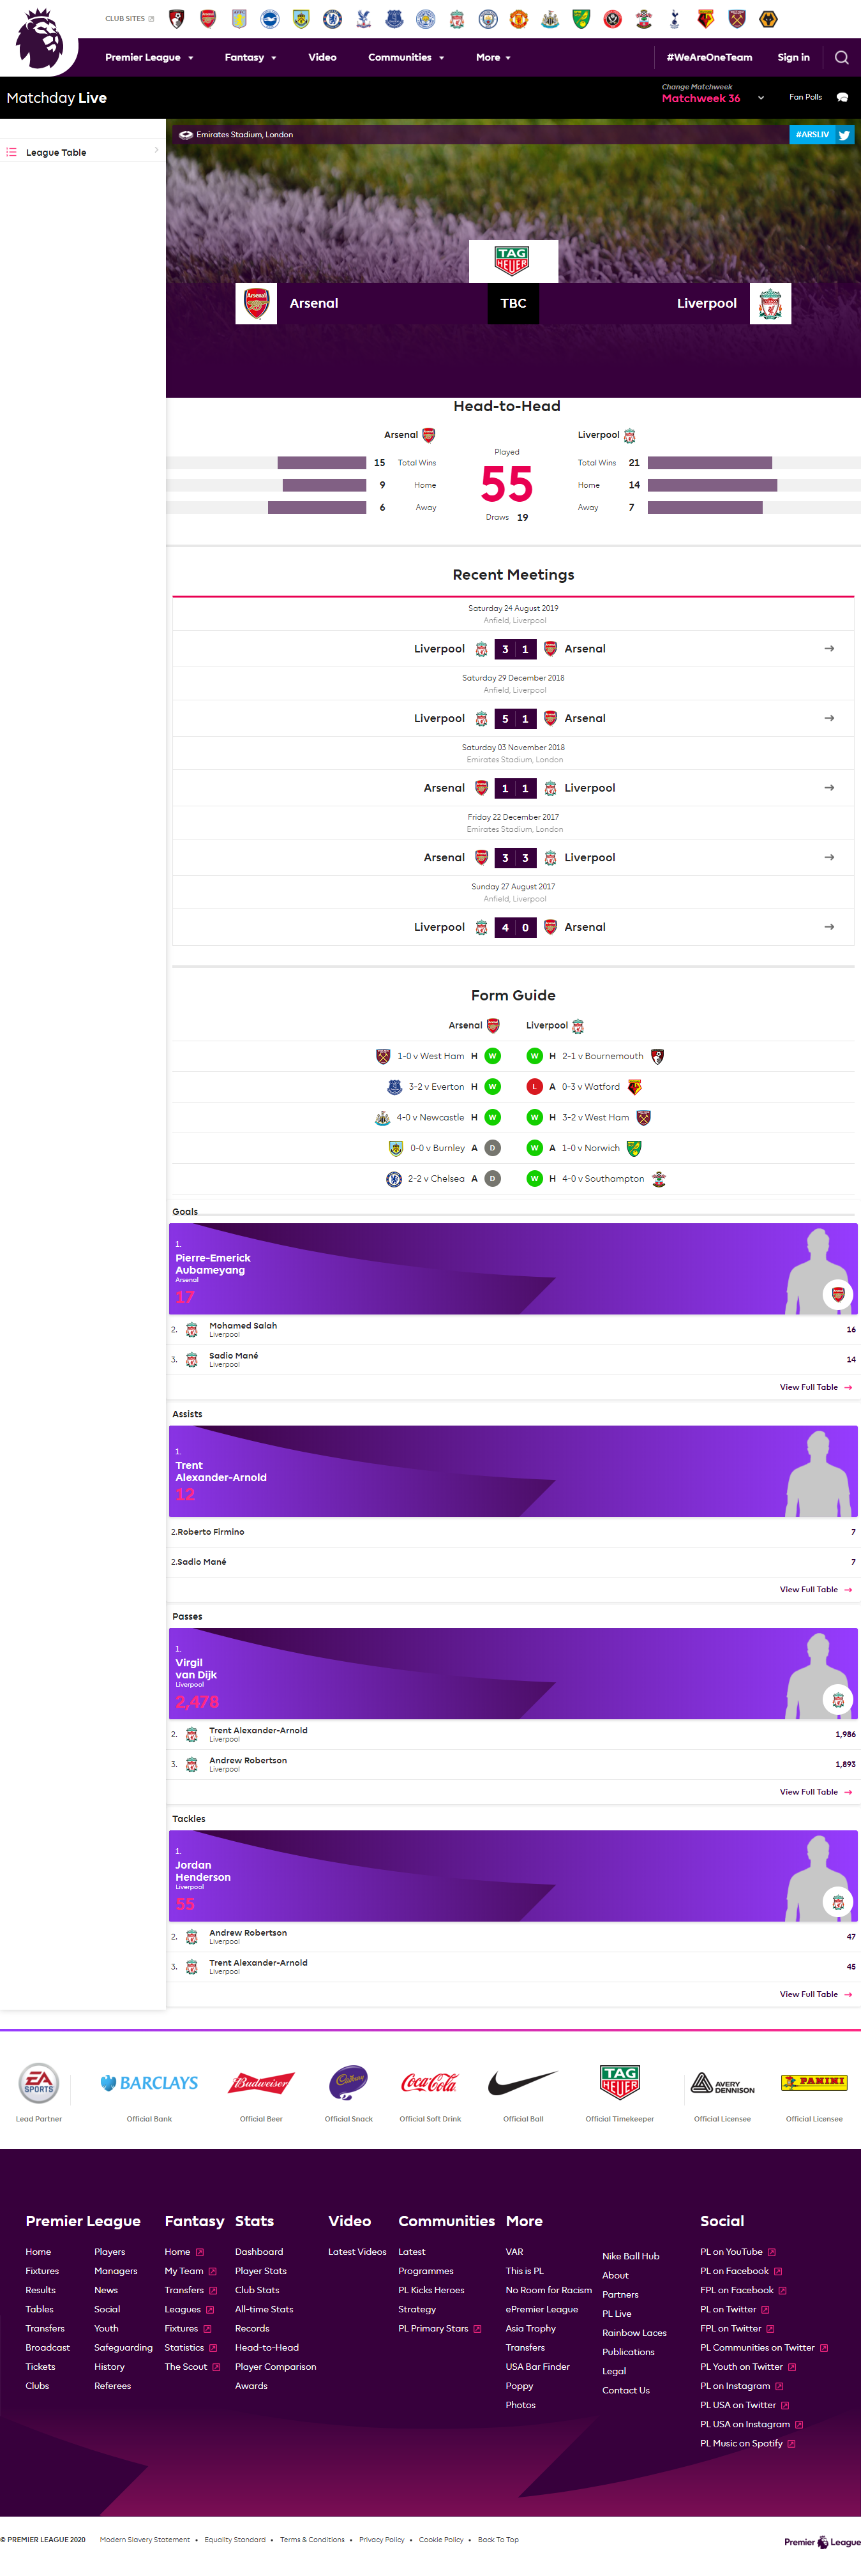 CLUB SITES
Premier League Fantasy Video Communities More #WeAreOneTeam Sign in
Matchday Live
Change Matchweek
Matchweek 36
Fan Polls
League Table
Emirates Stadium, London #ARSLIV
TAG
HEUER
Arsenal
Arsenal TBC Liverpool
Head-to-Head
Arsenal Liverpool
Played
15 Total Wins Total Wins 21
55
9 Home Home 14
6 Away Away 7
Draws 19
Recent Meetings
Saturday 24 August 2019
Anfield, Liverpool
Liverpool 3 1 Arsenal
Saturday 29 December 2018
Anfield, Liverpool
Liverpool 5 1 Arsenal
Saturday 03 November 2018
Emirates Stadium, London
Arsenal 1 1 Liverpool
Friday 22 December 2017
Emirates Stadium, London
Arsenal 3 3 Liverpool
Sunday 27 August 2017
Anfield, Liverpool
Liverpool 4 0 Arsenal
Form Guide
Arsenal Liverpool
1-0 v West Ham H W W H 2-1 v Bournemouth
3-2 v Everton H W L A 0-3 v Watford
4-0 v Newcastle H W W H 3-2 v West Ham
0-0 v Burnley A D W A 1-0 v Norwich
2-2 v Chelsea A D W H 4-0 v Southampton
Goals
1.
Pierre-Emerick
Aubameyang
Arsenal
17
2. Mohamed Salah 16
Liverpool
3. Sadio Mané 14
Liverpool
View Full Table
Assists
1.
Trent
Alexander-Arnold
12
2.Roberto Firmino 7
2.Sadio Mané 7
View Full Table
Passes
1.
Virgil
van Dijk
Liverpool
2,478
2. Trent Alexander-Arnold 1,986
Liverpool
3. Andrew Robertson 1,893
Liverpool
View Full Table
Tackles
1.
Jordan
Henderson
Liverpool
55
2. Andrew Robertson 47
Liverpool
3. Trent Alexander-Arnold 45
Liverpool
View Full Table
EA SPORTS BARCLAYS Budweiser Cadbury Coca-Cola TAG HEUER AVERY DENNISON PANINI
Lead Partner Official Bank Official Beer Official Snack Official Soft Drink Official Ball Official Timekeeper Official Licensee Official Licensee
Premier League
Home
Fixtures
Results
Tables
Transfers
Broadcast
Tickets
Clubs
Players
Managers
News
Social
Youth
Safeguarding
History
Referees
Fantasy
Home
My Team
Transfers
Leagues
Fixtures
Statistics
The Scout
Stats
Dashboard
Player Stats
Club Stats
All-time Stats
Records
Head-to-Head
Player Comparison
Awards
Video
Latest Videos
Communities
Latest
Programmes
PL Kicks Heroes
Strategy
PL Primary Stars
More
VAR
This is PL
No Room for Racism
ePremier League
Asia Trophy
Transfers
USA Bar Finder
Poppy
Photos
Nike Ball Hub
About
Partners
PL Live
Rainbow Laces
Publications
Legal
Contact Us
Social
PL on YouTube
PL on Facebook
FPL on Facebook
PL on Twitter
FPL on Twitter
PL Communities on Twitter
PL Youth on Twitter
PL on Instagram
PL USA on Twitter
PL USA on Instagram
PL Music on Spotify
© PREMIER LEAGUE 2020 Modern Slavery Statement • Equality Standard • Terms & Conditions • Privacy Policy • Cookie Policy • Back To Top
Premier League